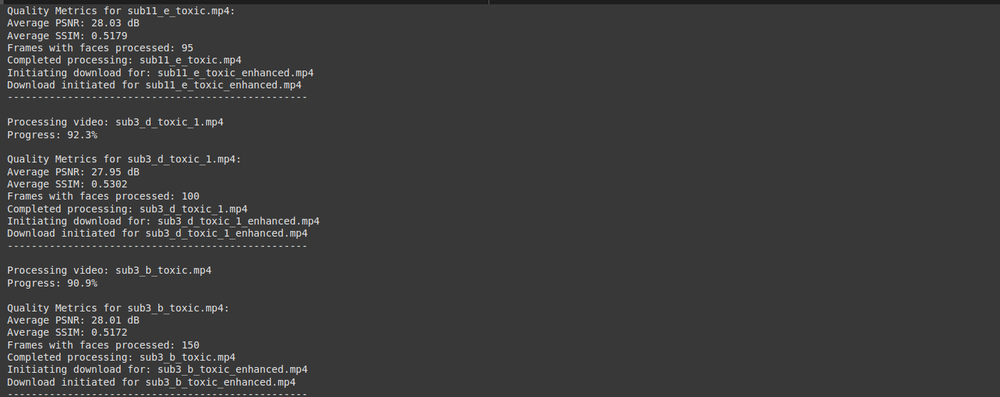 Quality Metrics for sub11_e_toxic.mp4:
Average PSNR: 28.03 dB
Average SSIM: 0.5179
Frames with faces processed: 95
Completed processing: sub11_e_toxic.mp4
Initiating download for: sub11_e_toxic_enhanced.mp4
Download initiated for sub11_e_toxic_enhanced.mp4
--------------------------------------------------
Processing video: sub3_d_toxic_1.mp4
Progress: 92.3%
Quality Metrics for sub3_d_toxic_1.mp4:
Average PSNR: 27.95 dB
Average SSIM: 0.5302
Frames with faces processed: 100
Completed processing: sub3_d_toxic_1.mp4
Initiating download for: sub3_d_toxic_1_enhanced.mp4
Download initiated for sub3_d_toxic_1_enhanced.mp4
--------------------------------------------------
Processing video: sub3_b_toxic.mp4
Progress: 90.9%
Quality Metrics for sub3_b_toxic.mp4:
Average PSNR: 28.01 dB
Average SSIM: 0.5172
Frames with faces processed: 150
Completed processing: sub3_b_toxic.mp4
Initiating download for: sub3_b_toxic_enhanced.mp4
Download initiated for sub3_b_toxic_enhanced.mp4
--------------------------------------------------